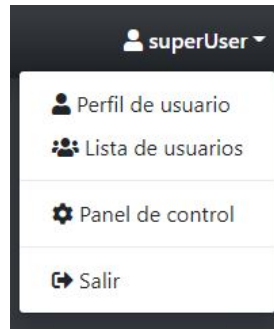 superUser
Perfil de usuario
Lista de usuarios
Panel de control
Salir